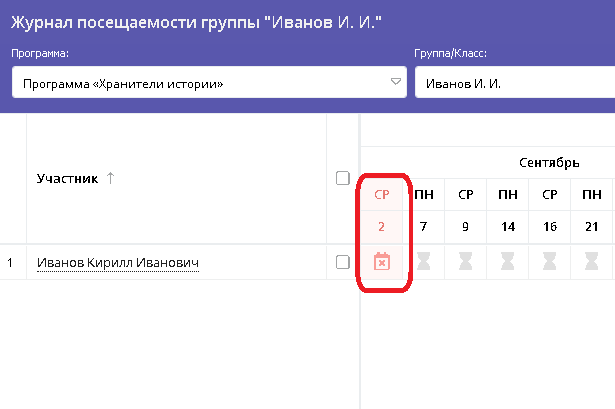 Журнал посещаемости группы "Иванов И. И."
Программа: Группа/Класс:
Программа «Хранители истории» Иванов И. И.
Сентябрь
Участник ↑
СР ПН СР ПН СР ПН
2 7 9 14 16 21
1 Иванов Кирилл Иванович